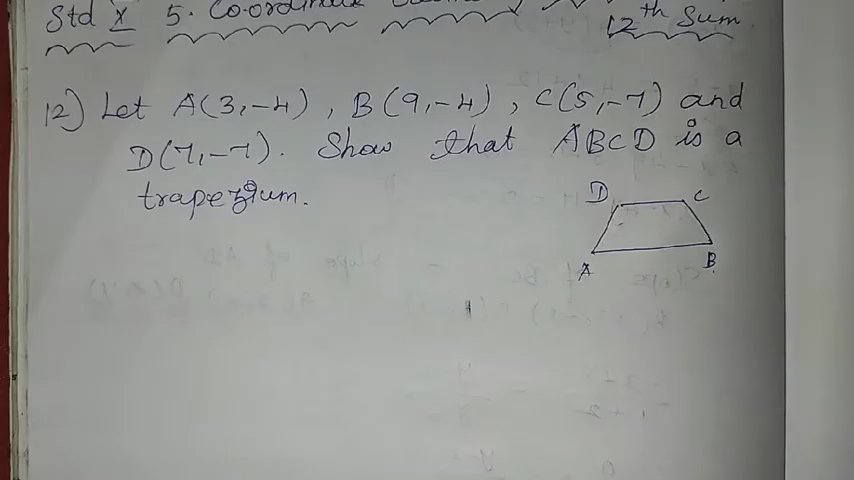 Std X 5. Co-ordinate
12th Sum
12) Let A(3,-4), B(9,-4), C(5,-7) and
D(7,-7). Show that ABCD is a
trapezium.
D C
A B